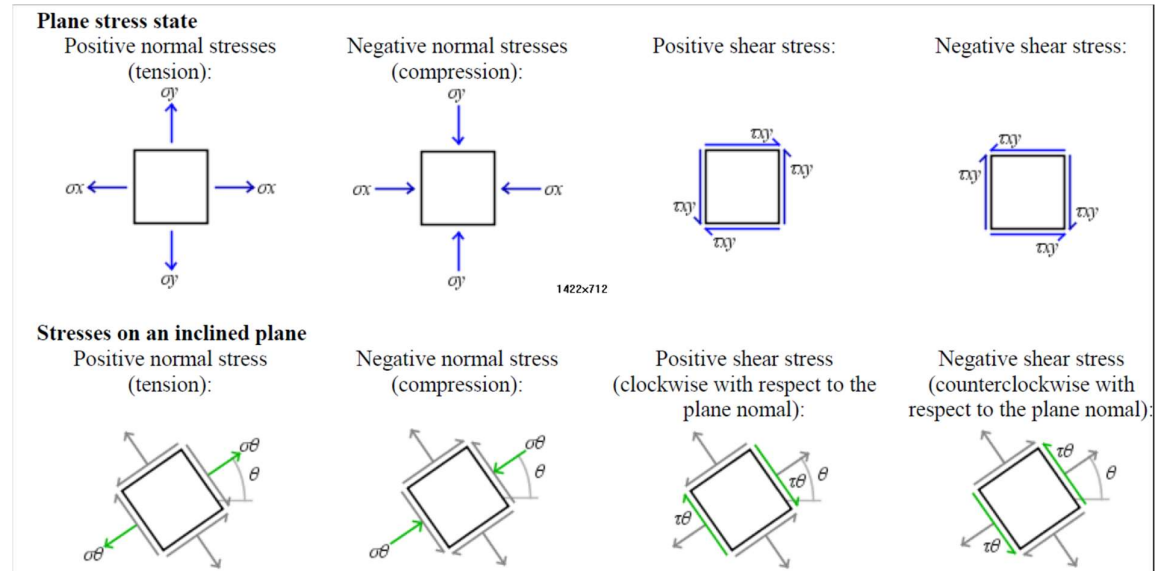 Plane stress state
Positive normal stresses
(tension):
Negative normal stresses
(compression):
Positive shear stress:
Negative shear stress:
σy
σx
σx
σy
σy
σx
σx
σy
τxy
τxy
τxy
τxy
τxy
τxy
τxy
τxy
1422x712
Stresses on an inclined plane
Positive normal stress
(tension):
Negative normal stress
(compression):
Positive shear stress
(clockwise with respect to the
plane nomal):
Negative shear stress
(counterclockwise with
respect to the plane nomal):
σθ
θ
σθ
σθ
θ
σθ
τθ
θ
τθ
τθ
θ
τθ